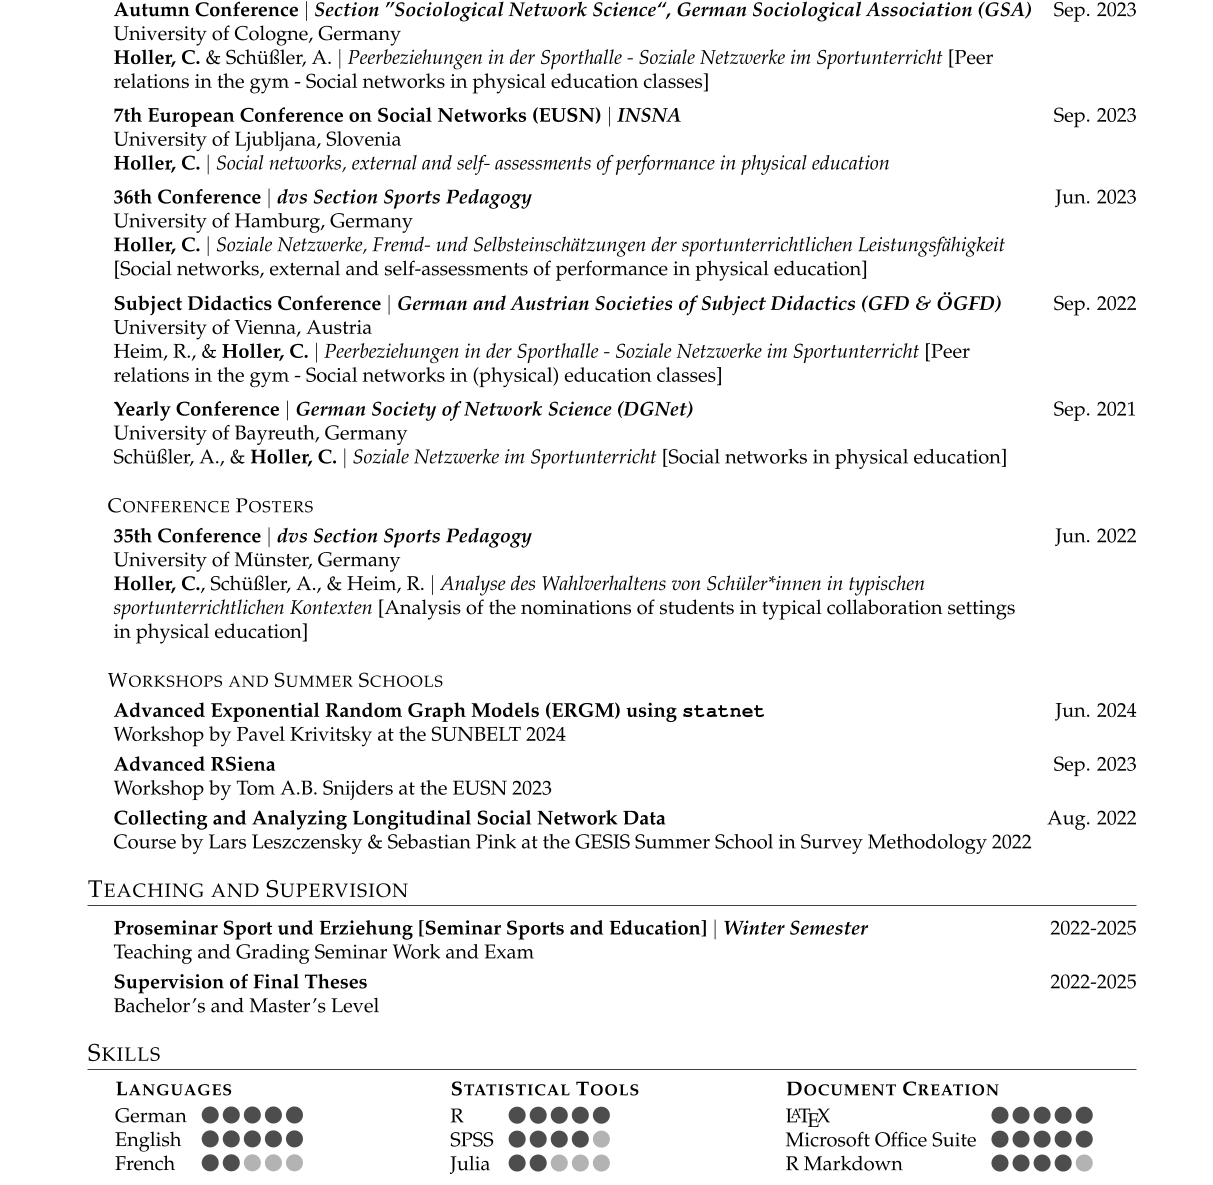 Autumn Conference | Section ”Sociological Network Science“, German Sociological Association (GSA) Sep. 2023
University of Cologne, Germany
Holler, C. & Schüßler, A. | Peerbeziehungen in der Sporthalle - Soziale Netzwerke im Sportunterricht [Peer
relations in the gym - Social networks in physical education classes]
7th European Conference on Social Networks (EUSN) | INSNA Sep. 2023
University of Ljubljana, Slovenia
Holler, C. | Social networks, external and self- assessments of performance in physical education
36th Conference | dvs Section Sports Pedagogy Jun. 2023
University of Hamburg, Germany
Holler, C. | Soziale Netzwerke, Fremd- und Selbsteinschätzungen der sportunterrichtlichen Leistungsfähigkeit
[Social networks, external and self-assessments of performance in physical education]
Subject Didactics Conference | German and Austrian Societies of Subject Didactics (GFD & ÖGFD) Sep. 2022
University of Vienna, Austria
Heim, R., & Holler, C. | Peerbeziehungen in der Sporthalle - Soziale Netzwerke im Sportunterricht [Peer
relations in the gym - Social networks in (physical) education classes]
Yearly Conference | German Society of Network Science (DGNet) Sep. 2021
University of Bayreuth, Germany
Schüßler, A., & Holler, C. | Soziale Netzwerke im Sportunterricht [Social networks in physical education]
Conference Posters
35th Conference | dvs Section Sports Pedagogy Jun. 2022
University of Münster, Germany
Holler, C., Schüßler, A., & Heim, R. | Analyse des Wahlverhaltens von Schüler*innen in typischen
sportunterrichtlichen Kontexten [Analysis of the nominations of students in typical collaboration settings
in physical education]
Workshops and Summer Schools
Advanced Exponential Random Graph Models (ERGM) using statnet Jun. 2024
Workshop by Pavel Krivitsky at the SUNBELT 2024
Advanced RSiena Sep. 2023
Workshop by Tom A.B. Snijders at the EUSN 2023
Collecting and Analyzing Longitudinal Social Network Data Aug. 2022
Course by Lars Leszczensky & Sebastian Pink at the GESIS Summer School in Survey Methodology 2022
Teaching and Supervision
Proseminar Sport und Erziehung [Seminar Sports and Education] | Winter Semester 2022-2025
Teaching and Grading Seminar Work and Exam
Supervision of Final Theses 2022-2025
Bachelor’s and Master’s Level
Skills
Languages Statistical Tools Document Creation
German R LATEX
English SPSS Microsoft Office Suite
French Julia R Markdown